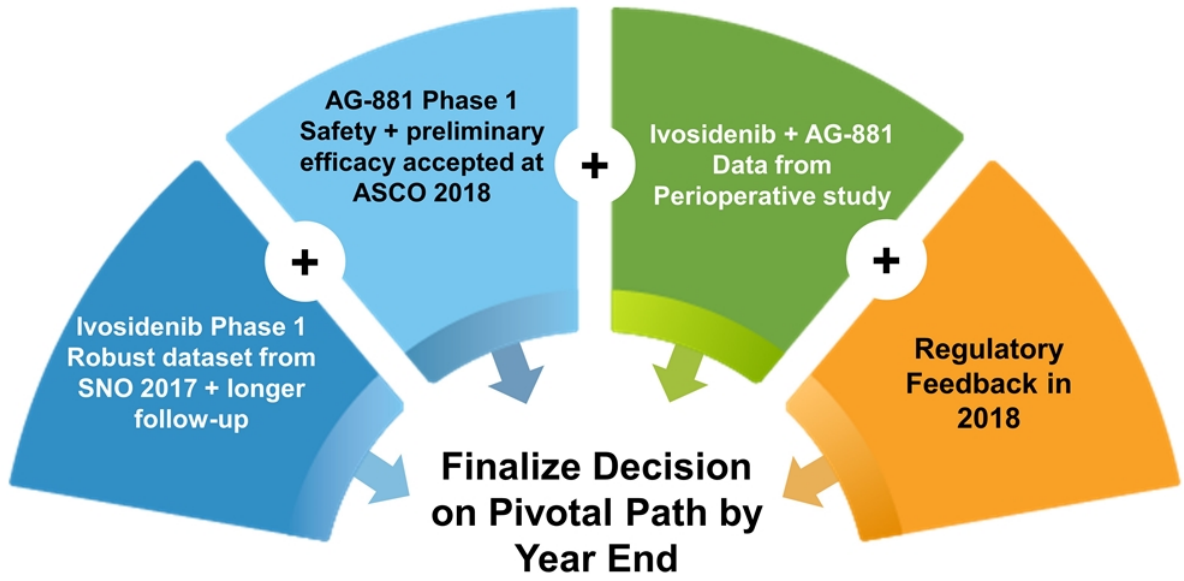 Ivosidenib Phase 1
Robust dataset from
SNO 2017 + longer
follow-up
+
AG-881 Phase 1
Safety + preliminary
efficacy accepted at
ASCO 2018
+
Ivosidenib + AG-881
Data from
Perioperative study
+
Regulatory
Feedback in
2018
Finalize Decision
on Pivotal Path by
Year End